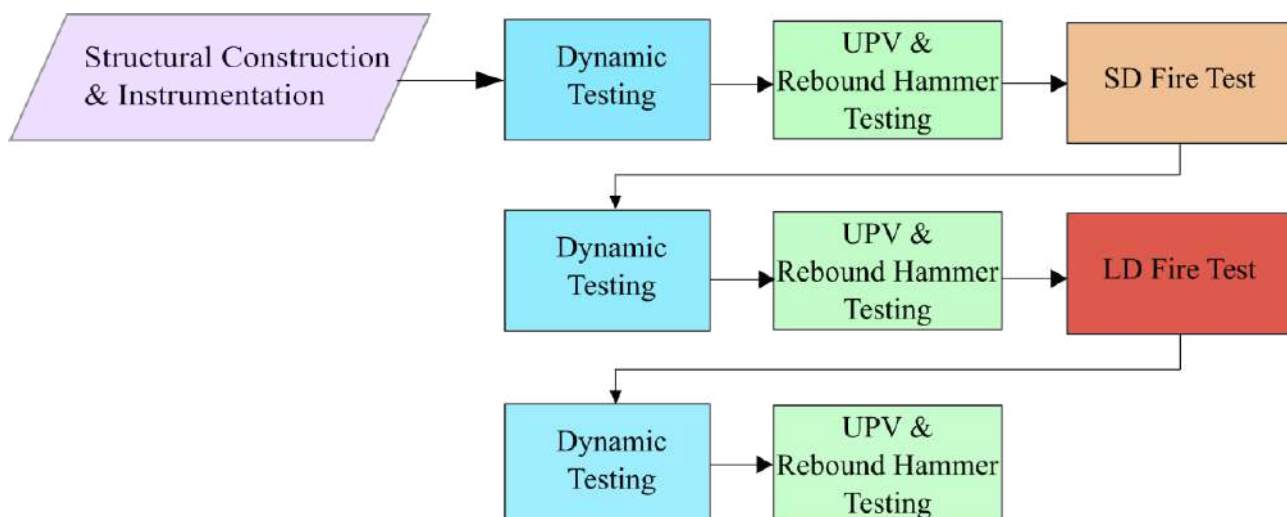 Structural Construction
& Instrumentation
Dynamic
Testing
UPV &
Rebound Hammer
Testing
SD Fire Test
Dynamic
Testing
UPV &
Rebound Hammer
Testing
LD Fire Test
Dynamic
Testing
UPV &
Rebound Hammer
Testing